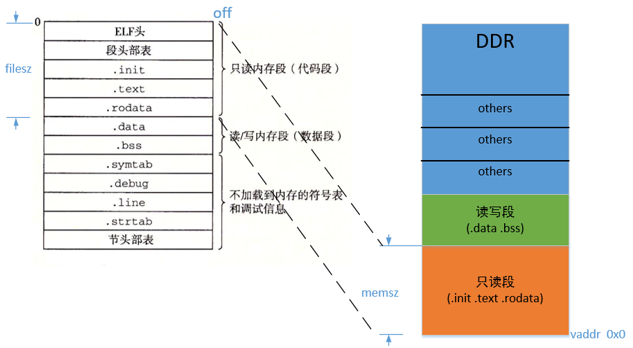 off
0
ELF头
段头部表
.init
.text
.rodata
.data
.bss
.symtab
.debug
.line
.strtab
节头部表
filesz
只读内存段（代码段）
读/写内存段（数据段）
不加载到内存的符号表
和调试信息
memsz
DDR
others
others
others
读写段
(.data .bss)
只读段
(.init .text .rodata)
vaddr 0x0